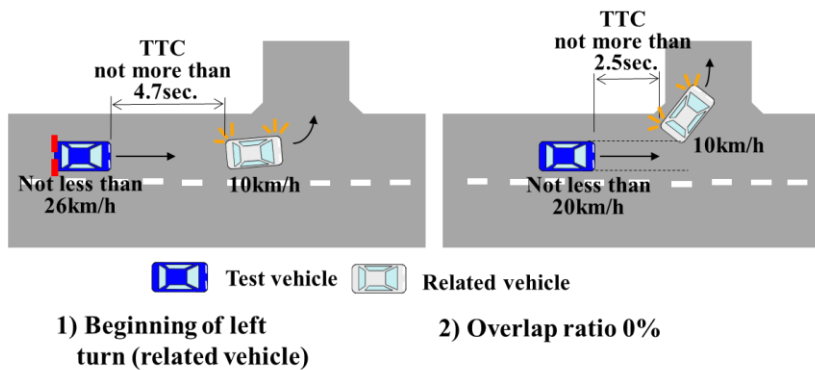 TTC
not more than
4.7sec.
Not less than
26km/h
10km/h
TTC
not more than
2.5sec.
10km/h
Not less than
20km/h
Test vehicle
Related vehicle
1) Beginning of left
turn (related vehicle)
2) Overlap ratio 0%